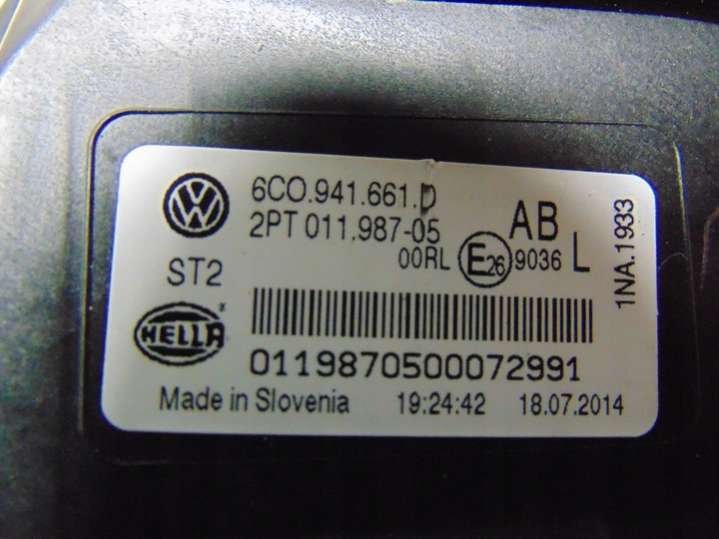 6C0.941.661.D
2PT 011.987-05
AB
00RL E26 9036 L
ST2
1NA.1933
HELLA
0119870500072991
Made in Slovenia 19:24:42 18.07.2014